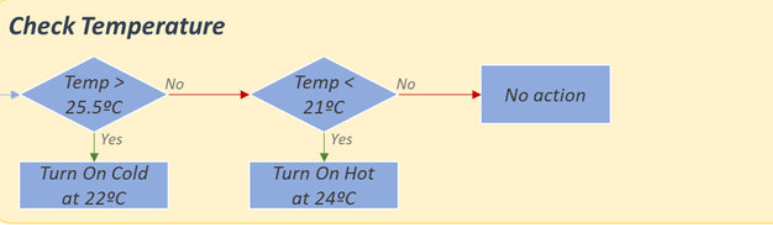 Check Temperature
Temp >
25.5ºC
No
Temp <
21ºC
No
No action
Yes
Yes
Turn On Cold
at 22ºC
Turn On Hot
at 24ºC